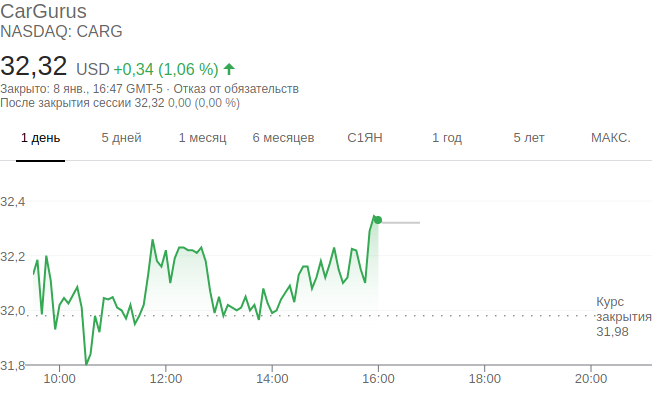 CarGurus
NASDAQ: CARG
32,32 USD +0,34 (1,06 %)
Закрыто: 8 янв., 16:47 GMT-5 · Отказ от обязательств
После закрытия сессии 32,32 0,00 (0,00 %)
1 день 5 дней 1 месяц 6 месяцев С1ЯН 1 год 5 лет МАКС.
32,4
32,2
32,0
31,8
Курс
закрытия
31,98
10:00 12:00 14:00 16:00 18:00 20:00